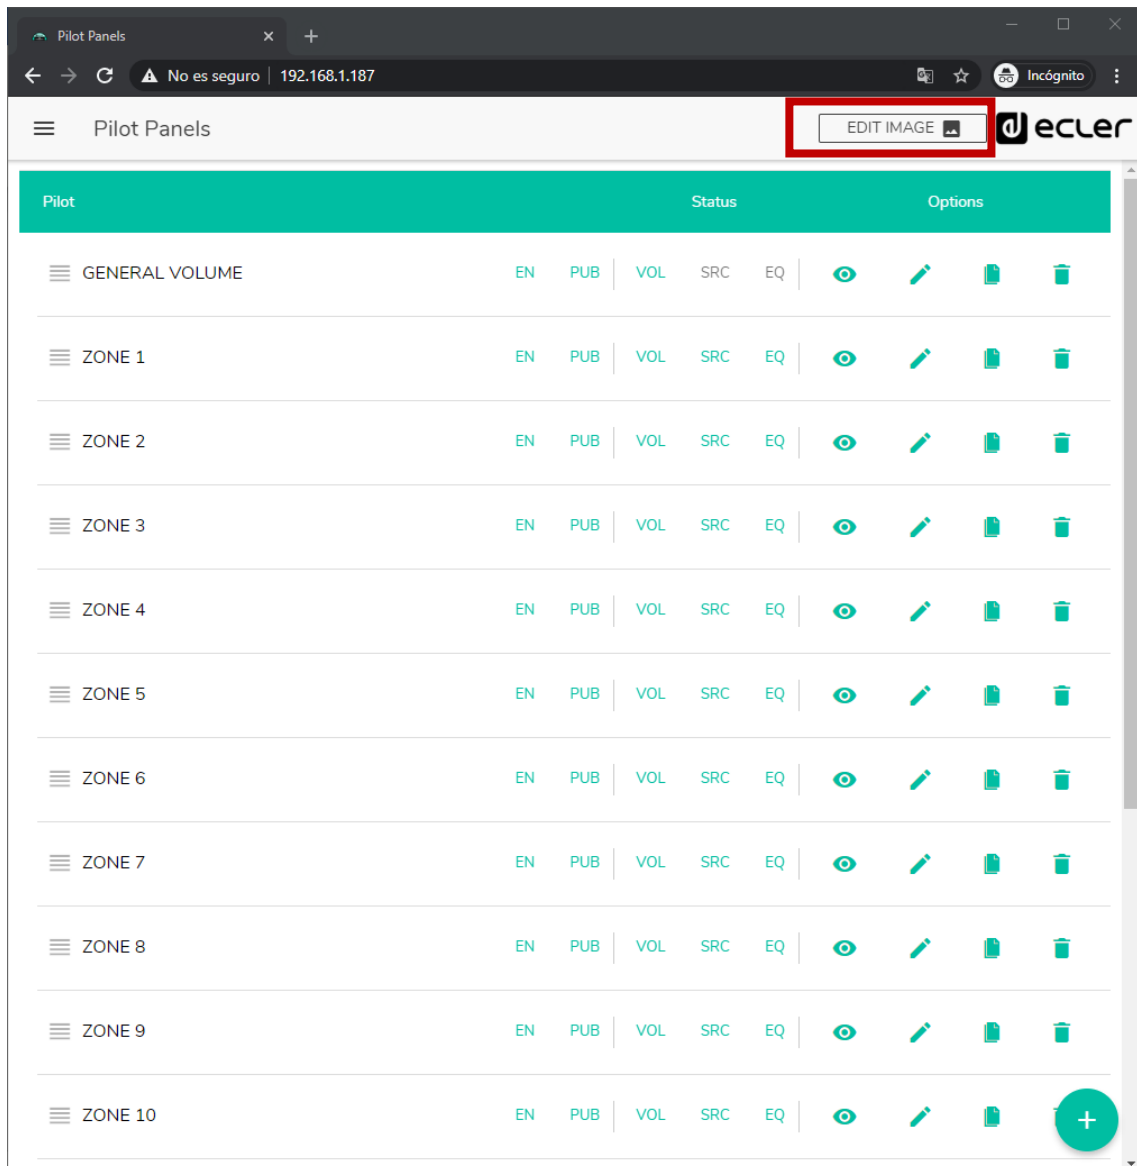 Pilot Panels
No es seguro | 192.168.1.187
Incógnito
Pilot Panels
EDIT IMAGE
ecler
Pilot Status Options
GENERAL VOLUME EN PUB VOL SRC EQ
ZONE 1 EN PUB VOL SRC EQ
ZONE 2 EN PUB VOL SRC EQ
ZONE 3 EN PUB VOL SRC EQ
ZONE 4 EN PUB VOL SRC EQ
ZONE 5 EN PUB VOL SRC EQ
ZONE 6 EN PUB VOL SRC EQ
ZONE 7 EN PUB VOL SRC EQ
ZONE 8 EN PUB VOL SRC EQ
ZONE 9 EN PUB VOL SRC EQ
ZONE 10 EN PUB VOL SRC EQ